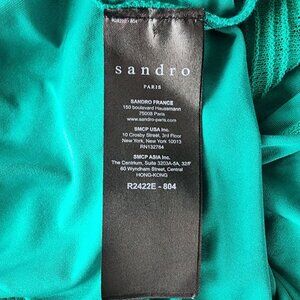 sandro
PARIS
SANDRO FRANCE
150 boulevard Haussmann
75008 Paris
www.sandro-paris.com
SMCP USA Inc.
10 Crosby Street, 3rd Floor
New York, New York 10013
RN132784
SMCP ASIA Inc.
The Centrium, Suite 3203A-5A, 32/F
60 Wyndham Street, Central
HONG-KONG
R2422E - 804